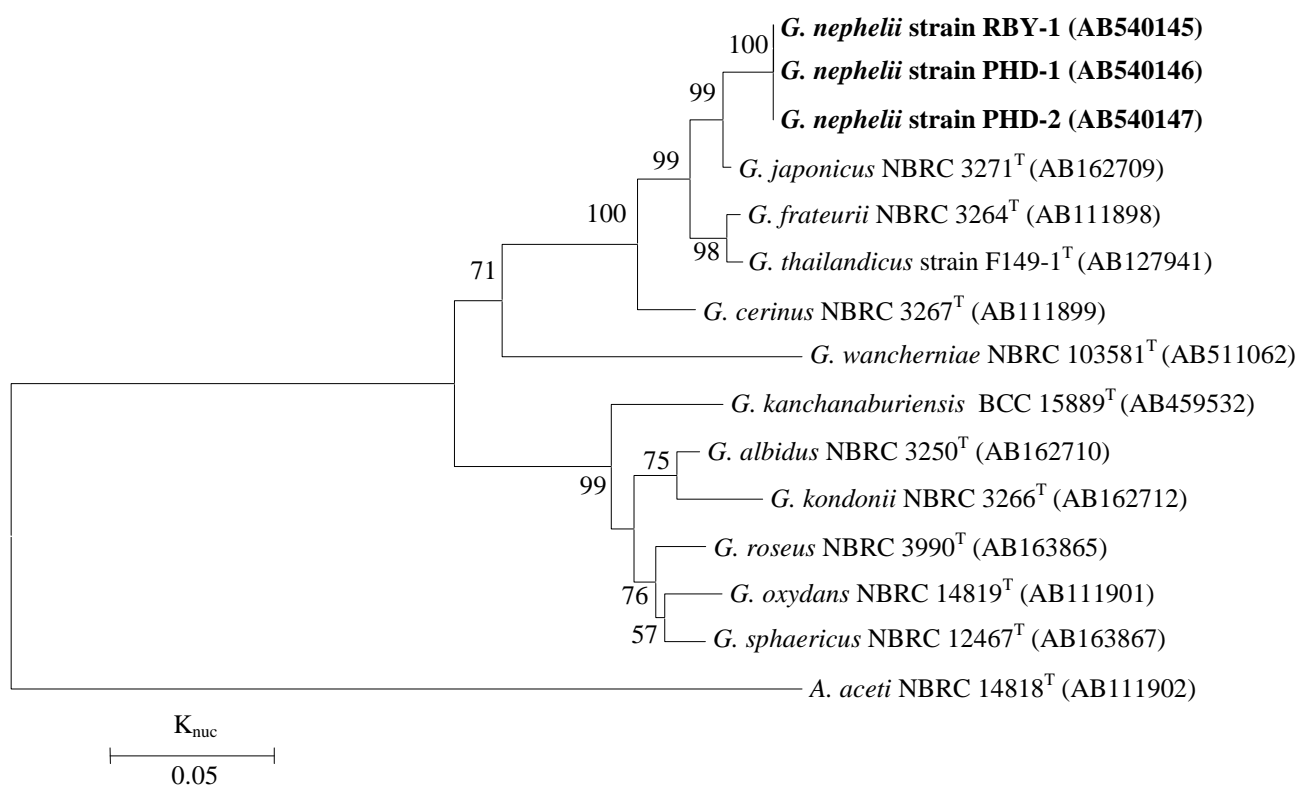 G. nephelii strain RBY-1 (AB540145)
100
G. nephelii strain PHD-1 (AB540146)
99
G. nephelii strain PHD-2 (AB540147)
99
G. japonicus NBRC 3271T (AB162709)
100
G. frateurii NBRC 3264T (AB111898)
98
G. thailandicus strain F149-1T (AB127941)
71
G. cerinus NBRC 3267T (AB111899)
G. wancherniae NBRC 103581T (AB511062)
G. kanchanaburiensis BCC 15889T (AB459532)
G. albidus NBRC 3250T (AB162710)
75
99
G. kondonii NBRC 3266T (AB162712)
G. roseus NBRC 3990T (AB163865)
76
G. oxydans NBRC 14819T (AB111901)
57
G. sphaericus NBRC 12467T (AB163867)
A. aceti NBRC 14818T (AB111902)
Knuc
0.05